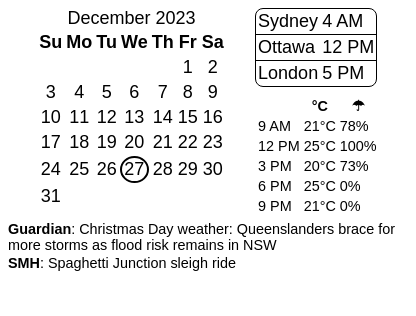 December 2023
Su Mo Tu We Th Fr Sa
1 2
3 4 5 6 7 8 9
10 11 12 13 14 15 16
17 18 19 20 21 22 23
24 25 26 27 28 29 30
31
Sydney 4 AM
Ottawa 12 PM
London 5 PM
°C ☂
9 AM 21°C 78%
12 PM 25°C 100%
3 PM 20°C 73%
6 PM 25°C 0%
9 PM 21°C 0%
Guardian: Christmas Day weather: Queenslanders brace for
more storms as flood risk remains in NSW
SMH: Spaghetti Junction sleigh ride